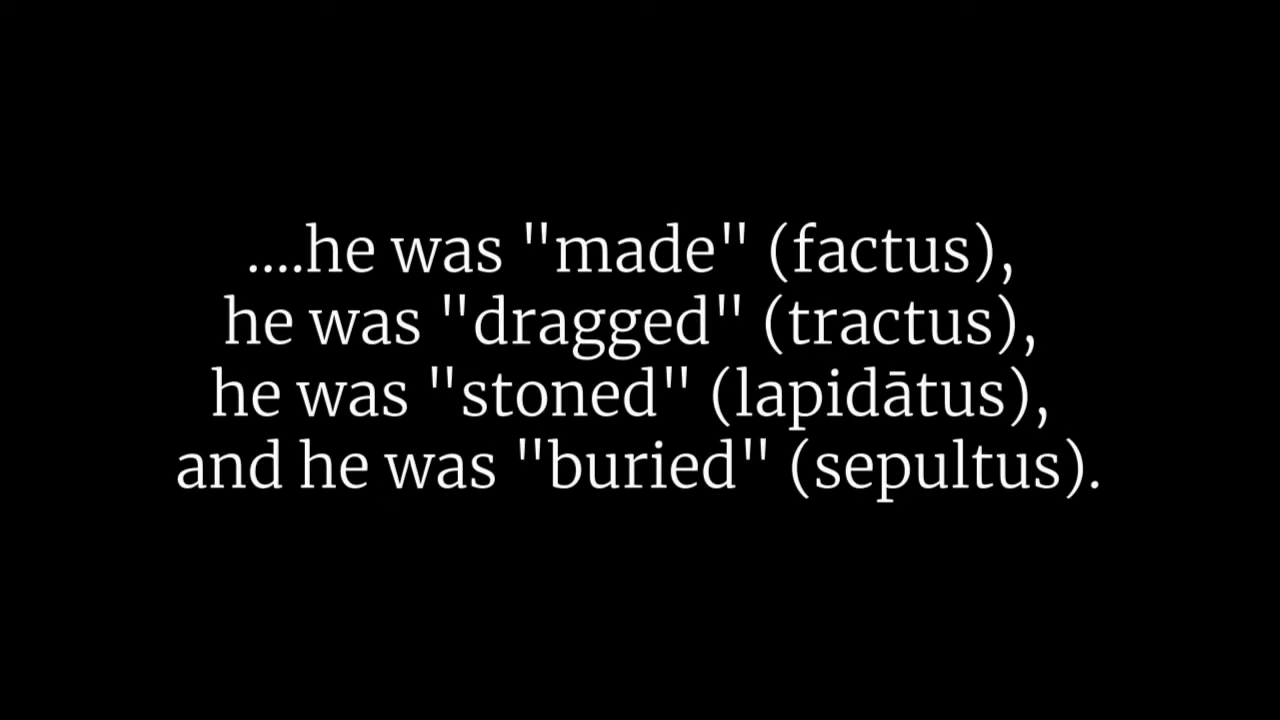 ....he was "made" (factus),
he was "dragged" (tractus),
he was "stoned" (lapidātus),
and he was "buried" (sepultus).